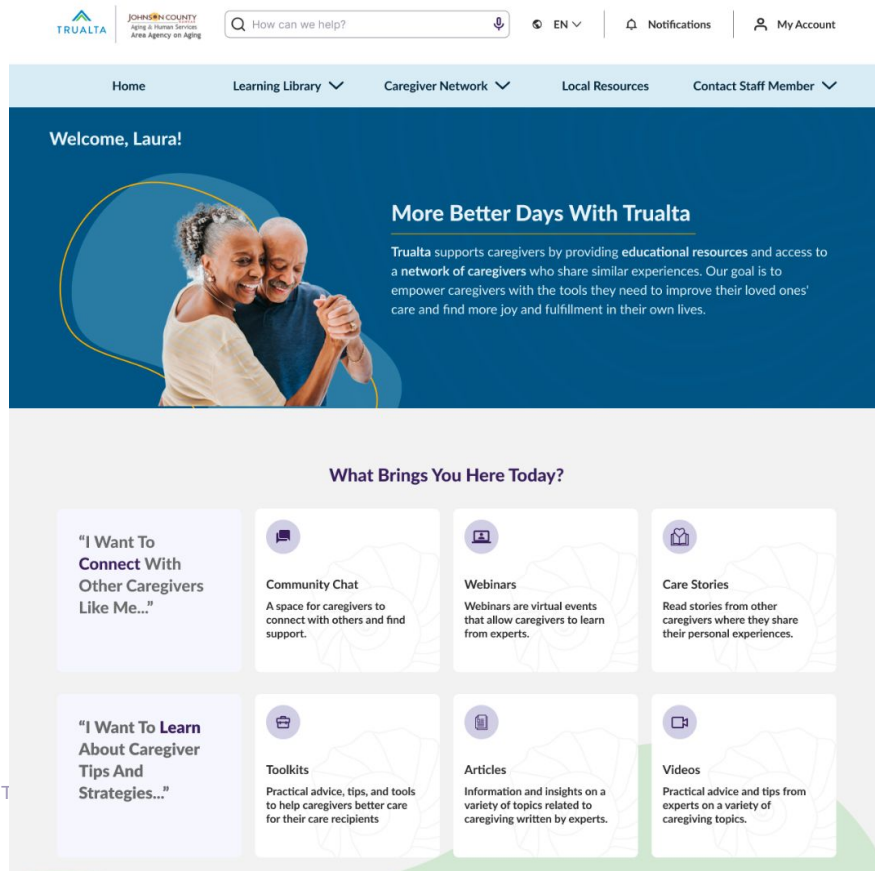 TRUALTA
JOHNSON COUNTY
Aging & Human Services
Area Agency on Aging
How can we help?
EN
Notifications
My Account
Home
Learning Library
Caregiver Network
Local Resources
Contact Staff Member
Welcome, Laura!
More Better Days With Trualta
Trualta supports caregivers by providing educational resources and access to
a network of caregivers who share similar experiences. Our goal is to
empower caregivers with the tools they need to improve their loved ones'
care and find more joy and fulfillment in their own lives.
What Brings You Here Today?
“I Want To
Connect With
Other Caregivers
Like Me...”
Community Chat
A space for caregivers to
connect with others and find
support.
Webinars
Webinars are virtual events
that allow caregivers to learn
from experts.
Care Stories
Read stories from other
caregivers where they share
their personal experiences.
“I Want To Learn
About Caregiver
Tips And
Strategies...”
Toolkits
Practical advice, tips, and tools
to help caregivers better care
for their care recipients
Articles
Information and insights on a
variety of topics related to
caregiving written by experts.
Videos
Practical advice and tips from
experts on a variety of
caregiving topics.
T